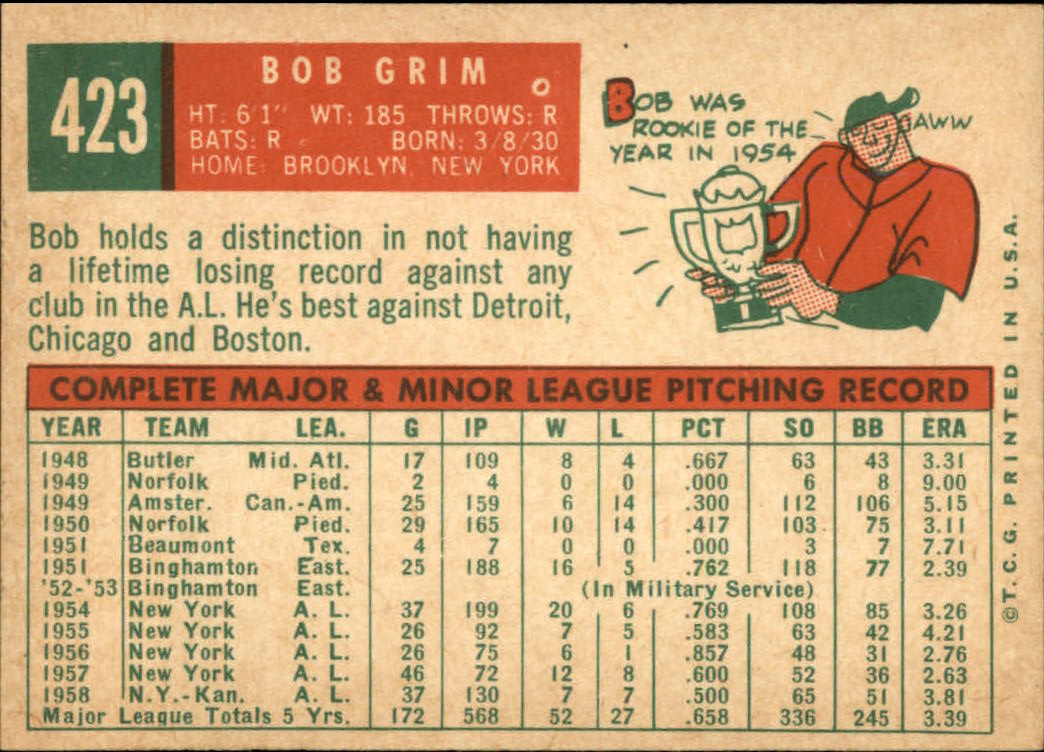 423
BOB GRIM
HT: 6'1" WT: 185 THROWS: R
BATS: R BORN: 3/8/30
HOME: BROOKLYN, NEW YORK
BOB WAS
ROOKIE OF THE
YEAR IN 1954
AWW
Bob holds a distinction in not having
a lifetime losing record against any
club in the A.L. He's best against Detroit,
Chicago and Boston.
COMPLETE MAJOR & MINOR LEAGUE PITCHING RECORD
YEAR TEAM LEA. G IP W L PCT SO BB ERA
1948 Butler Mid. Atl. 17 109 8 4 .667 63 43 3.31
1949 Norfolk Pied. 2 4 0 0 .000 6 8 9.00
1949 Amster. Can.-Am. 25 159 6 14 .300 112 106 5.15
1950 Norfolk Pied. 29 165 10 14 .417 103 75 3.11
1951 Beaumont Tex. 4 7 0 0 .000 3 7 7.71
1951 Binghamton East. 25 188 16 5 .762 118 77 2.39
'52-'53 Binghamton East. (In Military Service)
1954 New York A. L. 37 199 20 6 .769 108 85 3.26
1955 New York A. L. 26 92 7 5 .583 63 42 4.21
1956 New York A. L. 26 75 6 1 .857 48 31 2.76
1957 New York A. L. 46 72 12 8 .600 52 36 2.63
1958 N.Y.-Kan. A. L. 37 130 7 7 .500 65 51 3.81
Major League Totals 5 Yrs. 172 568 52 27 .658 336 245 3.39
©T.C.G. PRINTED IN U.S.A.